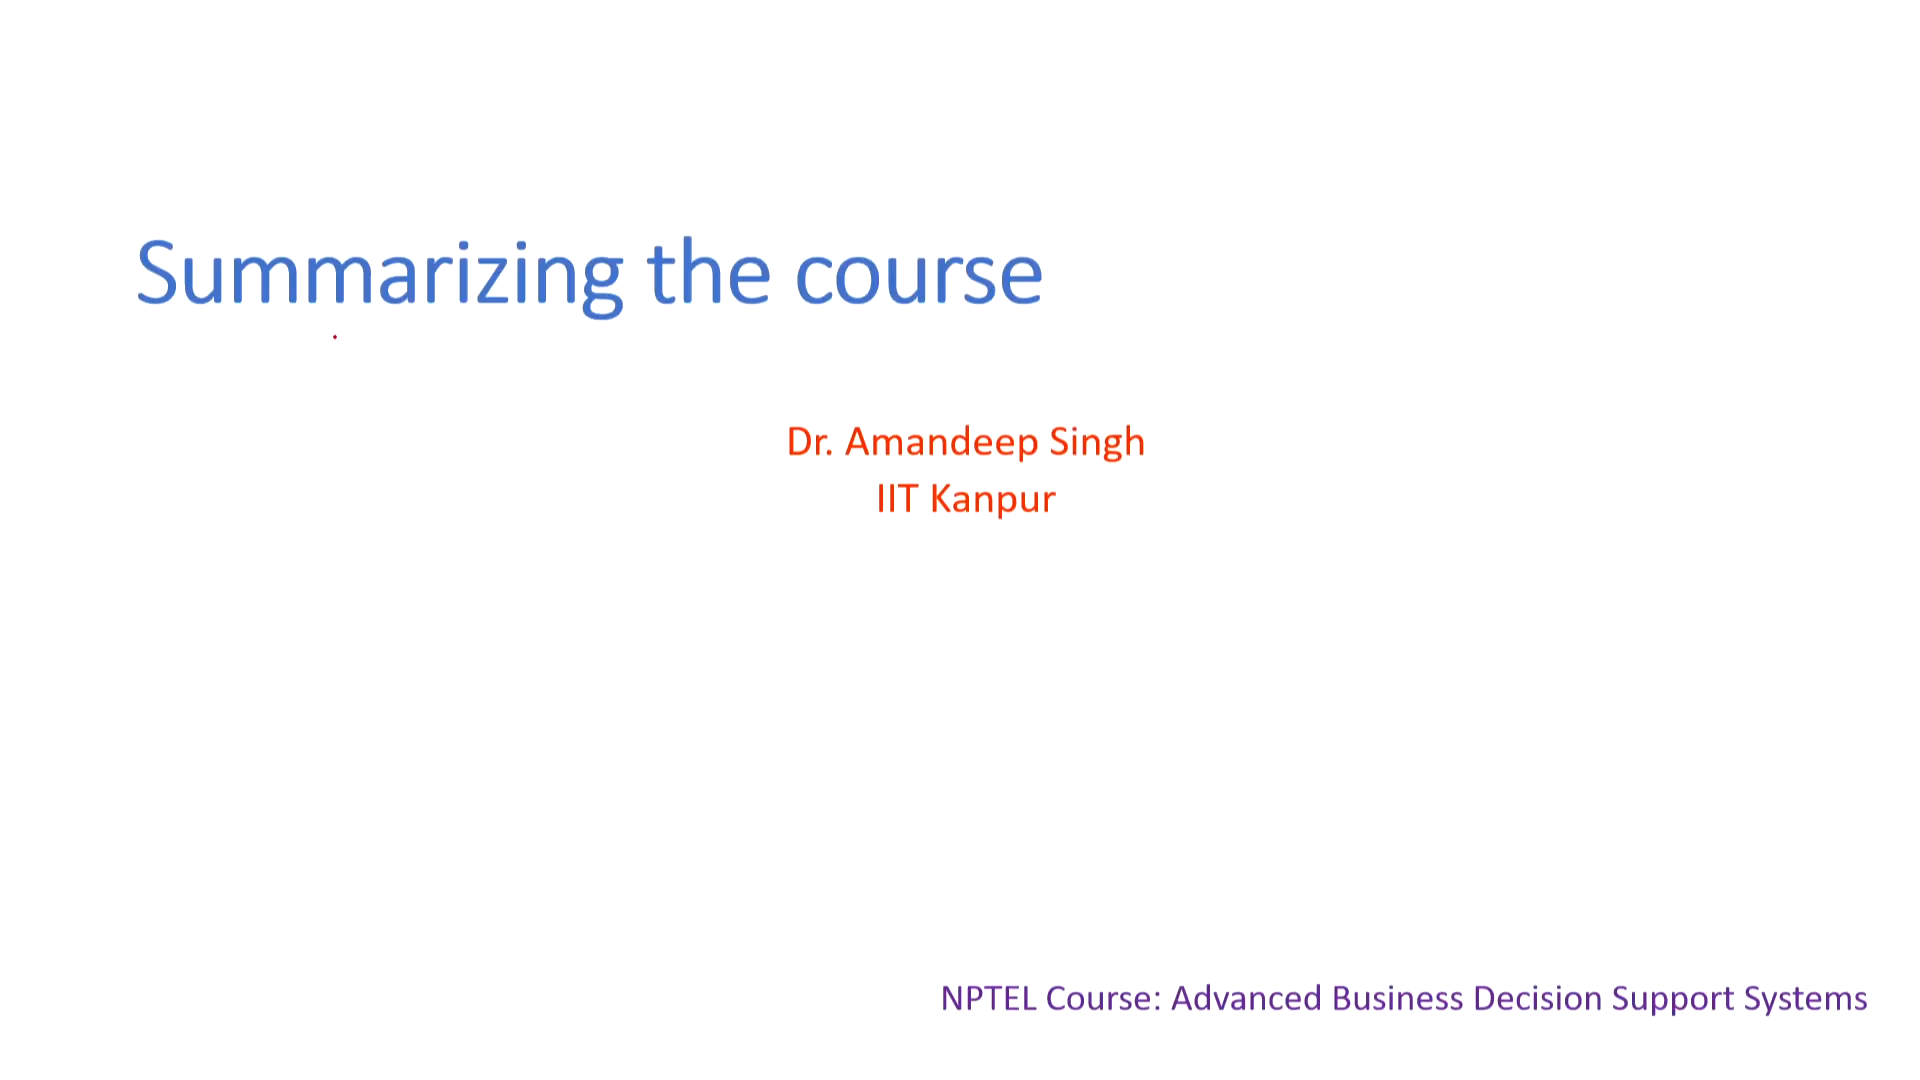 Summarizing the course
Dr. Amandeep Singh
IIT Kanpur
NPTEL Course: Advanced Business Decision Support Systems